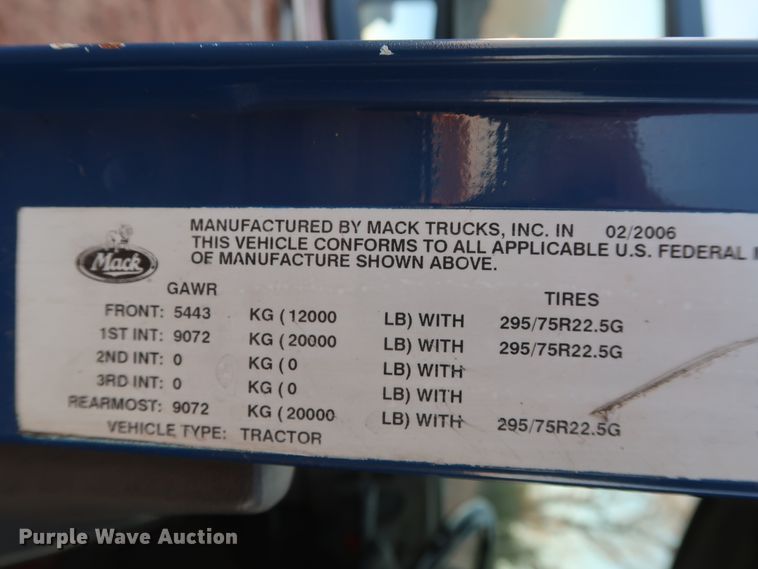 MANUFACTURED BY MACK TRUCKS, INC. IN 02/2006
THIS VEHICLE CONFORMS TO ALL APPLICABLE U.S. FEDERAL
OF MANUFACTURE SHOWN ABOVE.
Mack
GAWR TIRES
FRONT: 5443 KG ( 12000 LB) WITH 295/75R22.5G
1ST INT: 9072 KG ( 20000 LB) WITH 295/75R22.5G
2ND INT: 0 KG ( 0 LB) WITH
3RD INT: 0 KG ( 0 LB) WITH
REARMOST: 9072 KG ( 20000 LB) WITH 295/75R22.5G
VEHICLE TYPE: TRACTOR
Purple Wave Auction